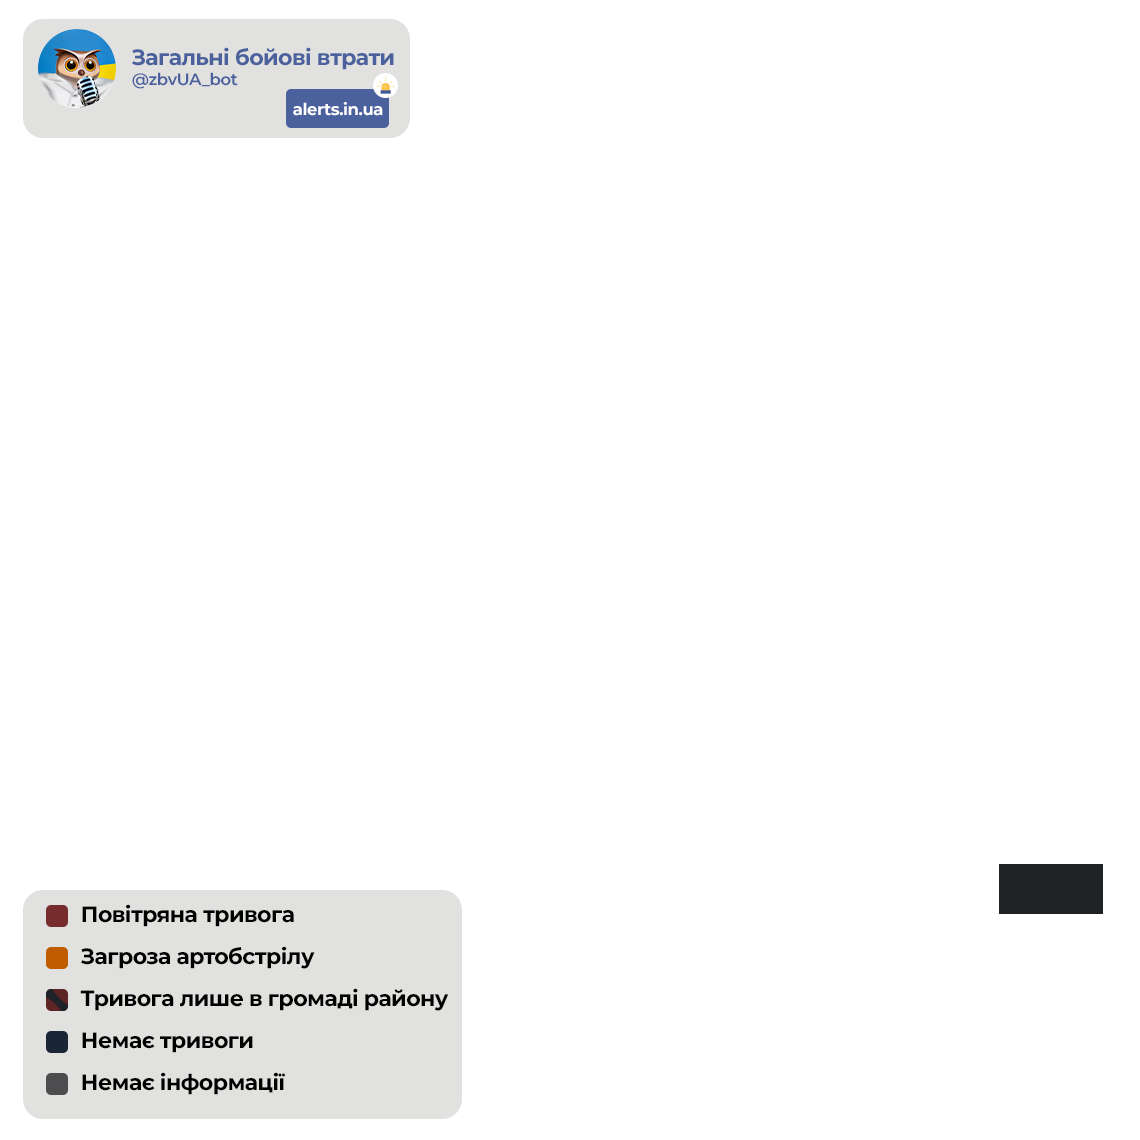 Загальні бойові втрати
@zbvUA_bot
alerts.in.ua
Повітряна тривога
Загроза артобстрілу
Тривога лише в громаді району
Немає тривоги
Немає інформації